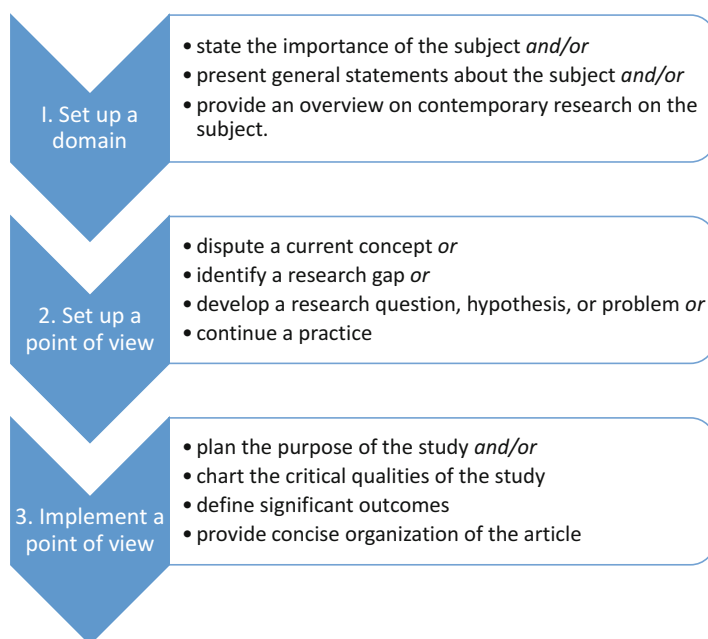 I. Set up a
domain
• state the importance of the subject and/or
• present general statements about the subject and/or
• provide an overview on contemporary research on the
subject.
2. Set up a
point of view
• dispute a current concept or
• identify a research gap or
• develop a research question, hypothesis, or problem or
• continue a practice
3. Implement a
point of view
• plan the purpose of the study and/or
• chart the critical qualities of the study
• define significant outcomes
• provide concise organization of the article